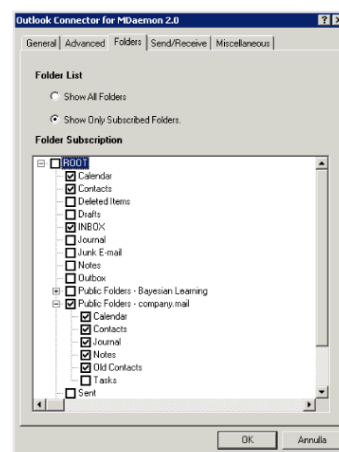 Outlook Connector for MDaemon 2.0
General Advanced Folders Send/Receive Miscellaneous
Folder List
Show All Folders
Show Only Subscribed Folders.
Folder Subscription
ROOT
Calendar
Contacts
Deleted Items
Drafts
INBOX
Journal
Junk E-mail
Notes
Outbox
Public Folders - Bayesian Learning
Public Folders - company.mail
Calendar
Contacts
Journal
Notes
Old Contacts
Tasks
Sent
OK Annulla